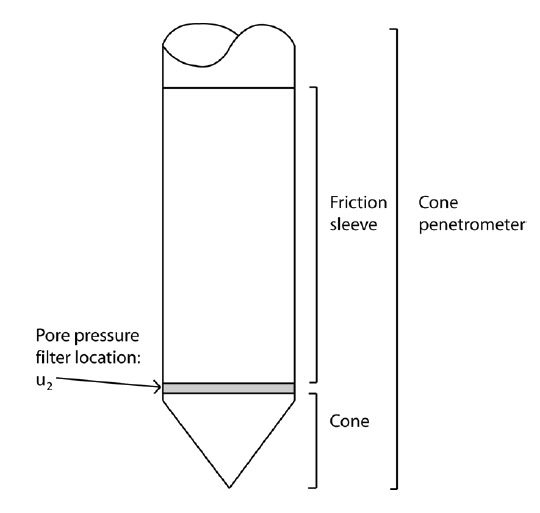 Friction
sleeve
Cone
penetrometer
Pore pressure
filter location:
u₂
Cone